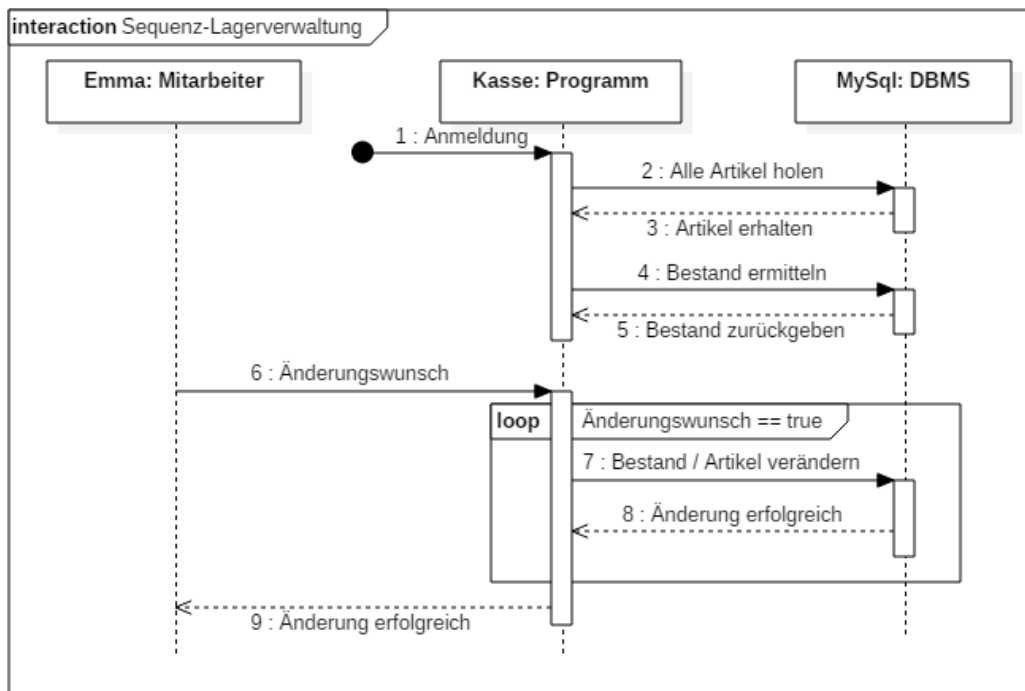 interaction Sequenz-Lagerverwaltung
Emma: Mitarbeiter
Kasse: Programm
MySql: DBMS
1 : Anmeldung
2 : Alle Artikel holen
3 : Artikel erhalten
4 : Bestand ermitteln
5 : Bestand zurückgeben
6 : Änderungswunsch
loop Änderungswunsch == true
7 : Bestand / Artikel verändern
8 : Änderung erfolgreich
9 : Änderung erfolgreich